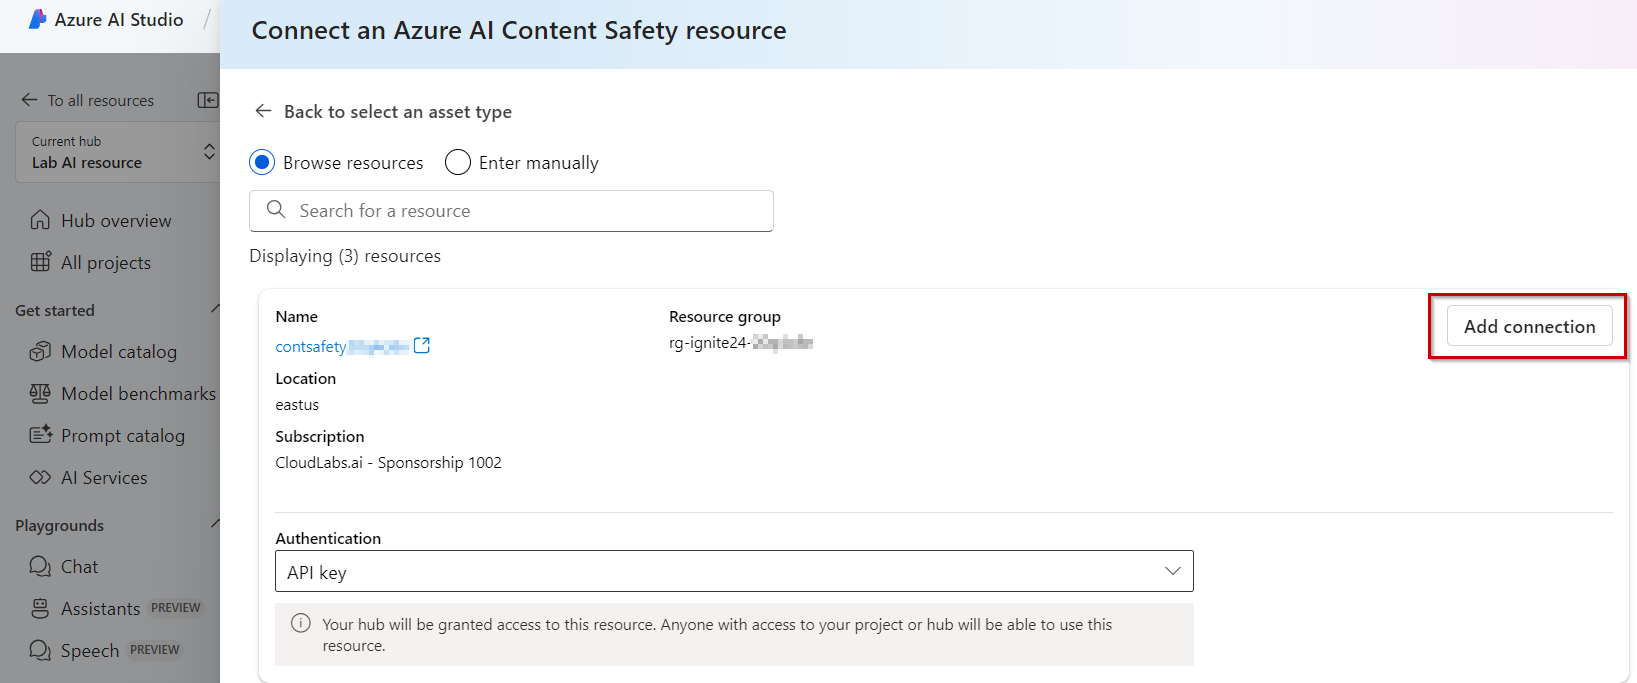 Azure AI Studio /
Connect an Azure AI Content Safety resource
To all resources
Current hub
Lab AI resource
Hub overview
All projects
Get started
Model catalog
Model benchmarks
Prompt catalog
AI Services
Playgrounds
Chat
Assistants PREVIEW
Speech PREVIEW
Back to select an asset type
Browse resources
Enter manually
Search for a resource
Displaying (3) resources
Name
contsafety
Resource group
rg-ignite24-
Add connection
Location
eastus
Subscription
CloudLabs.ai - Sponsorship 1002
Authentication
API key
Your hub will be granted access to this resource. Anyone with access to your project or hub will be able to use this
resource.